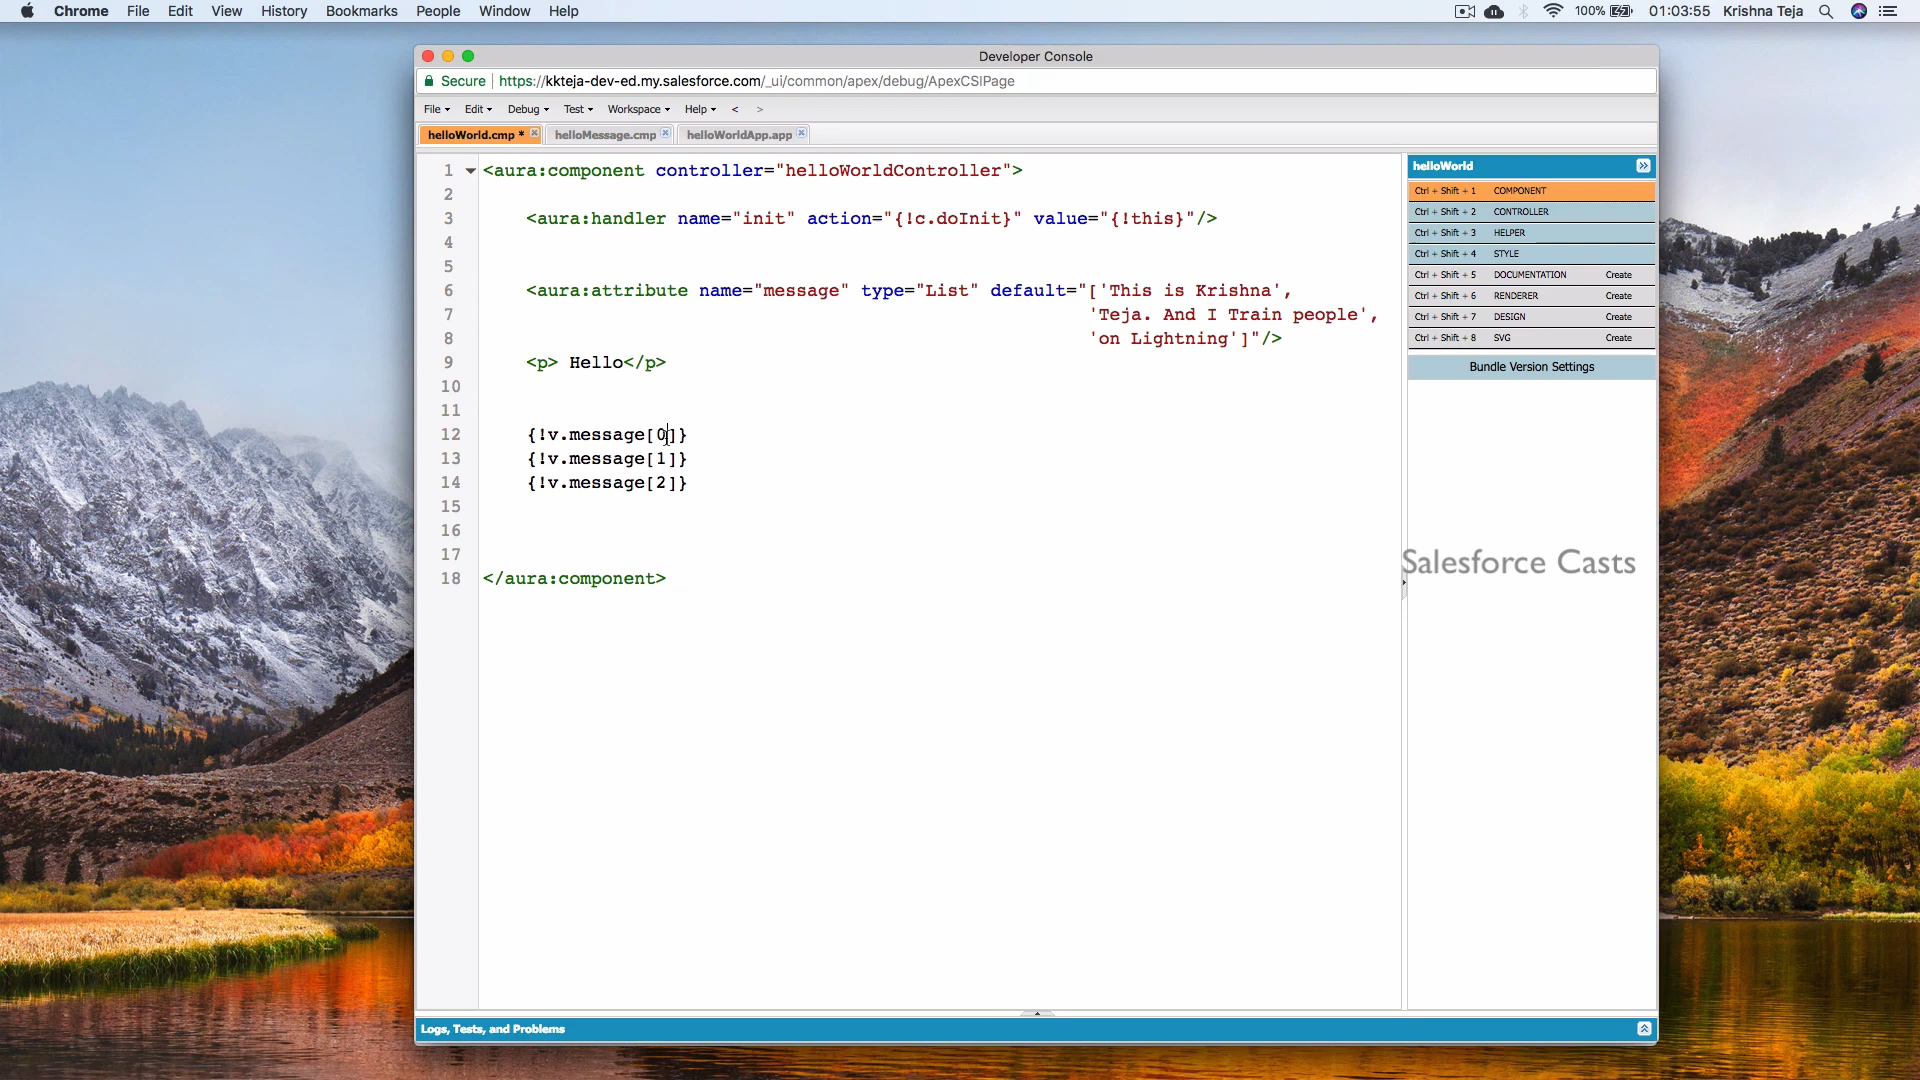 Chrome File Edit View History Bookmarks People Window Help 100% 01:03:55 Krishna Teja
Developer Console
Secure https://kkteja-dev-ed.my.salesforce.com/_ui/common/apex/debug/ApexCSIPage
File Edit Debug Test Workspace Help < >
helloWorld.cmp * helloMessage.cmp helloWorldApp.app
1 <aura:component controller="helloWorldController">
2
3 <aura:handler name="init" action="{!c.doInit}" value="{!this}"/>
4
5
6 <aura:attribute name="message" type="List" default="['This is Krishna',
7 'Teja. And I Train people',
8 'on Lightning']"/>
9 <p> Hello</p>
10
11
12 {!v.message[0]}
13 {!v.message[1]}
14 {!v.message[2]}
15
16
17
18 </aura:component>
helloWorld
Ctrl + Shift + 1 COMPONENT
Ctrl + Shift + 2 CONTROLLER
Ctrl + Shift + 3 HELPER
Ctrl + Shift + 4 STYLE
Ctrl + Shift + 5 DOCUMENTATION Create
Ctrl + Shift + 6 RENDERER Create
Ctrl + Shift + 7 DESIGN Create
Ctrl + Shift + 8 SVG Create
Bundle Version Settings
Salesforce Casts
Logs, Tests, and Problems